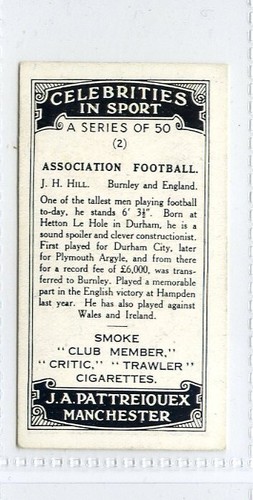 CELEBRITIES
IN SPORT
A SERIES OF 50
(2)
ASSOCIATION FOOTBALL.
J. H. HILL. Burnley and England.
One of the tallest men playing football
to-day, he stands 6' 3½". Born at
Hetton Le Hole in Durham, he is a
sound spoiler and clever constructionist.
First played for Durham City, later
for Plymouth Argyle, and from there
for a record fee of £6,000, was trans-
ferred to Burnley. Played a memorable
part in the English victory at Hampden
last year. He has also played against
Wales and Ireland.
SMOKE
"CLUB MEMBER,"
"CRITIC," "TRAWLER"
CIGARETTES.
J.A. PATTREIOUEX
MANCHESTER